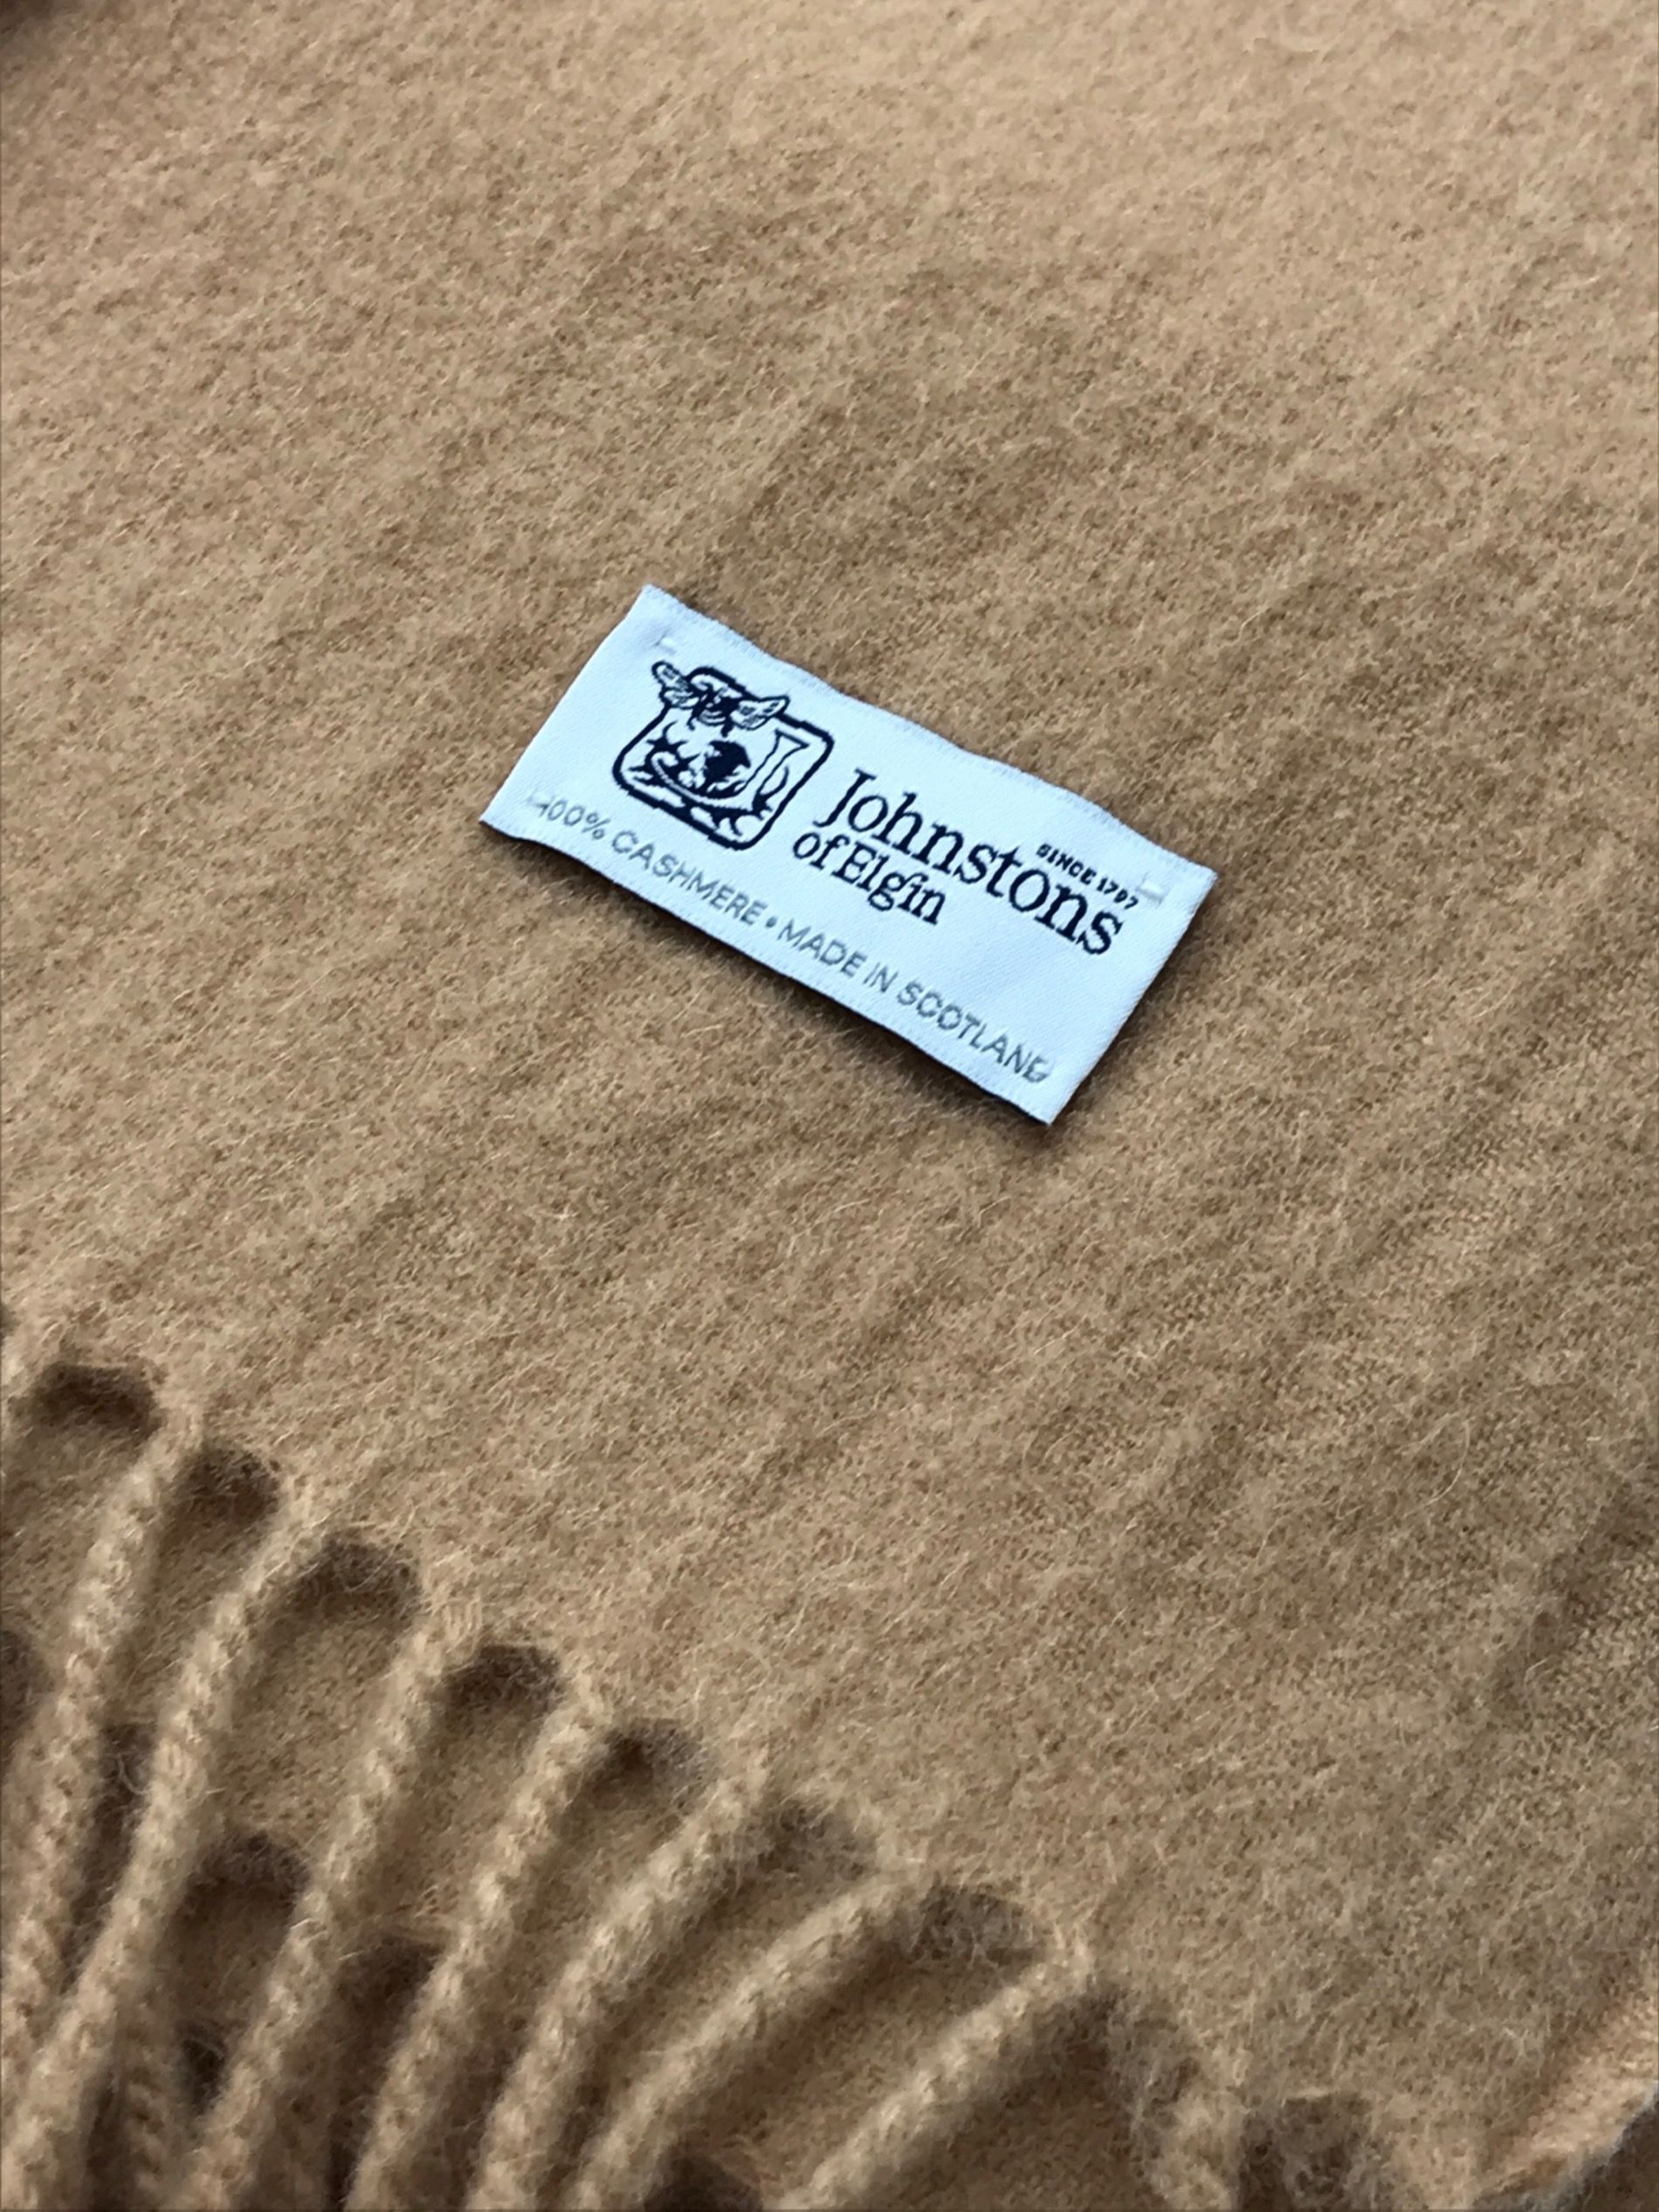 SINCE 1797
Johnstons
of Elgin
100% CASHMERE • MADE IN SCOTLAND